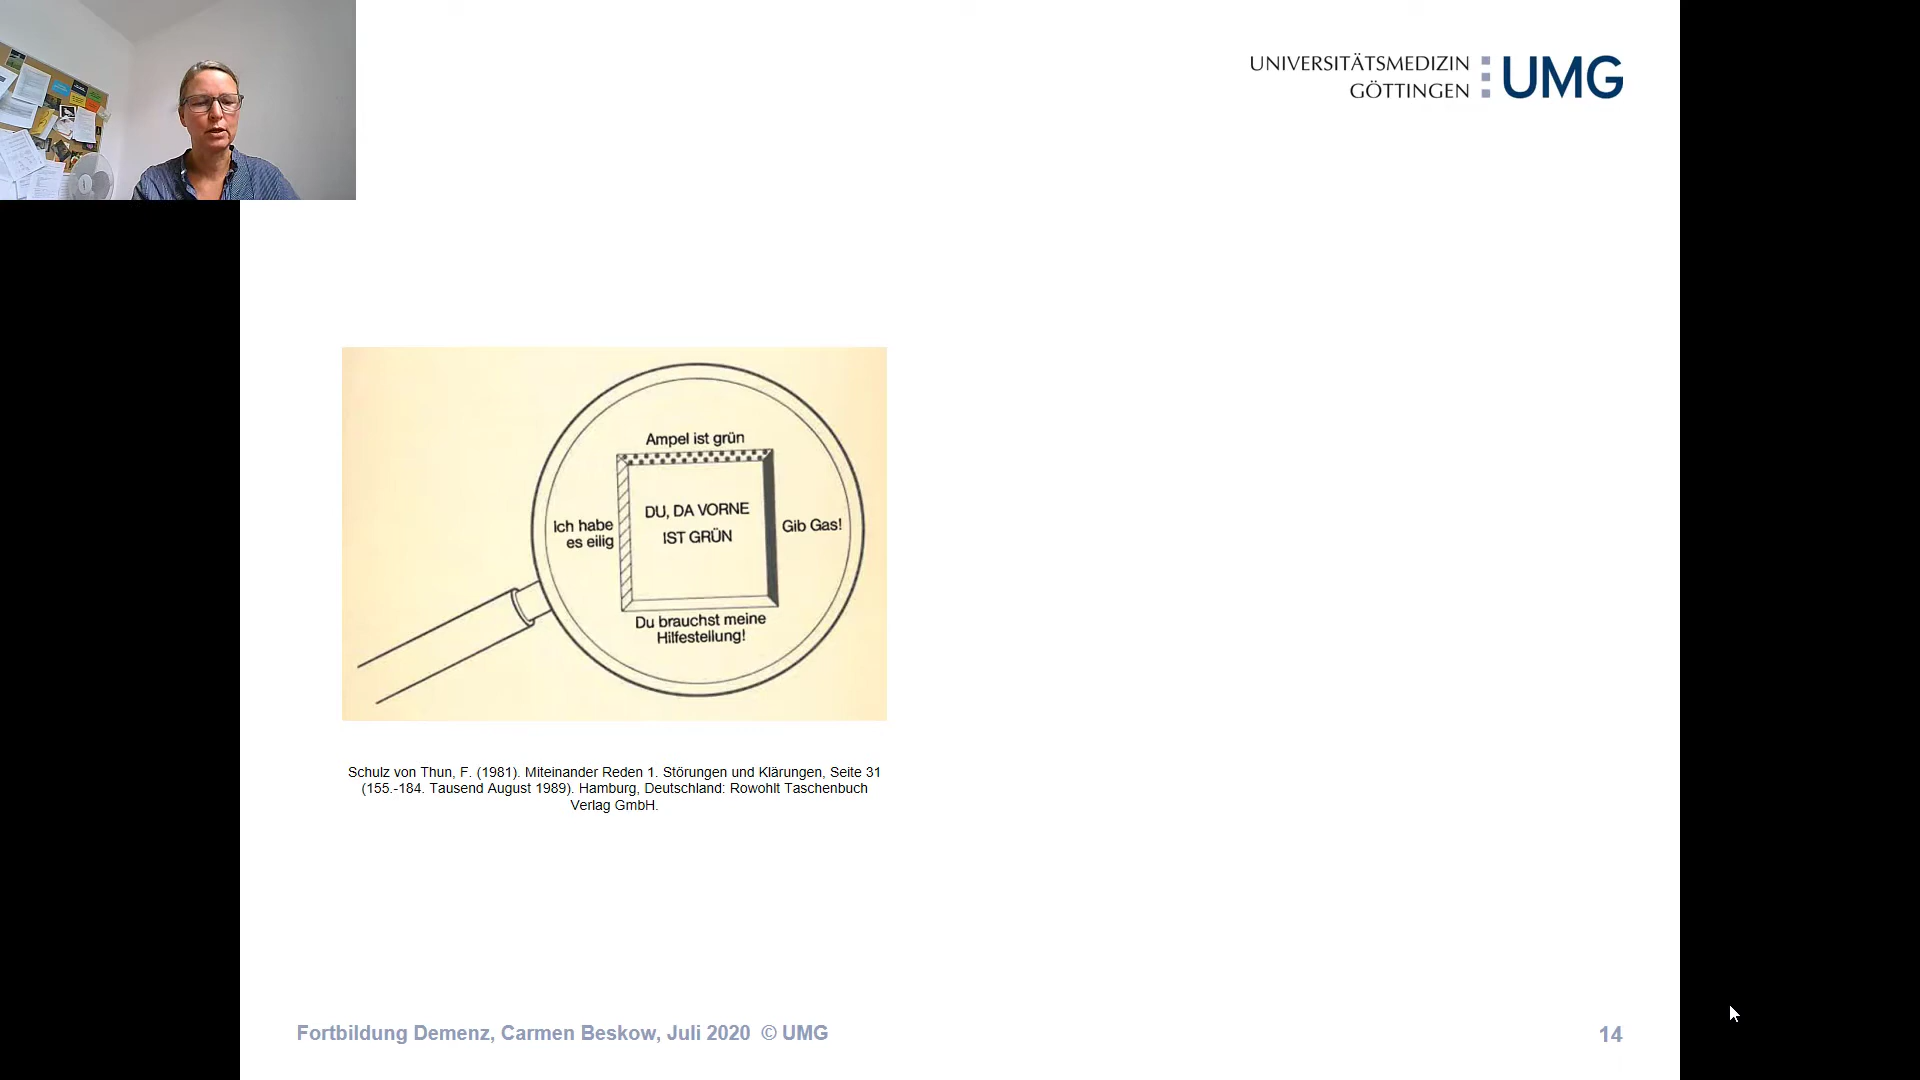 UNIVERSITÄTSMEDIZIN
GÖTTINGEN
UMG
Ampel ist grün
DU, DA VORNE
IST GRÜN
Ich habe
es eilig
Gib Gas!
Du brauchst meine
Hilfestellung!
Schulz von Thun, F. (1981). Miteinander Reden 1. Störungen und Klärungen, Seite 31
(155.-184. Tausend August 1989). Hamburg, Deutschland: Rowohlt Taschenbuch
Verlag GmbH.
Fortbildung Demenz, Carmen Beskow, Juli 2020 © UMG
14